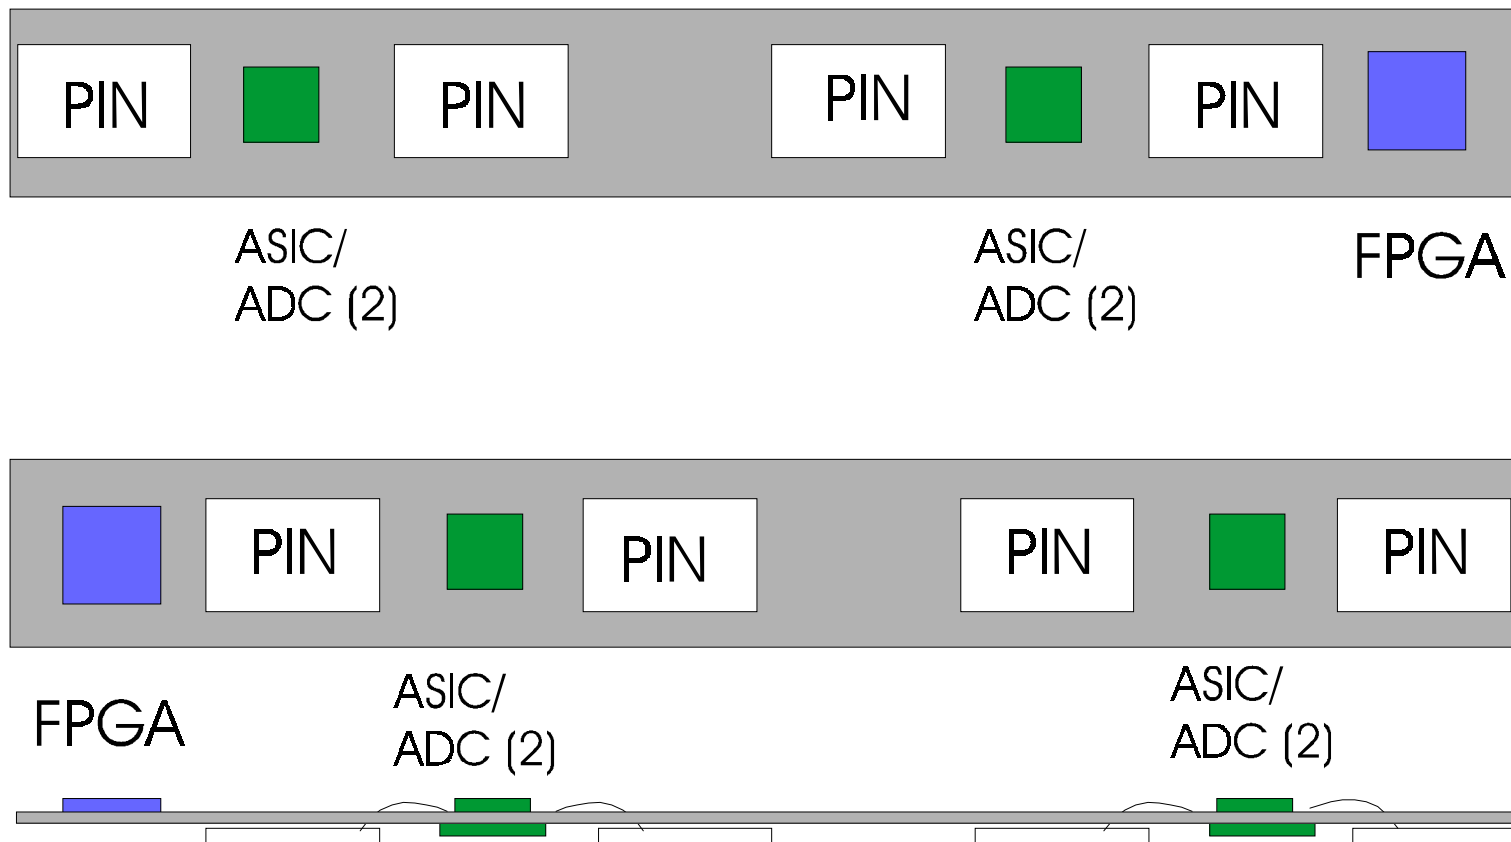 PIN PIN PIN PIN
ASIC/ ASIC/ FPGA
ADC (2) ADC (2)
PIN PIN PIN PIN
ASIC/ ASIC/
FPGA ADC (2) ADC (2)